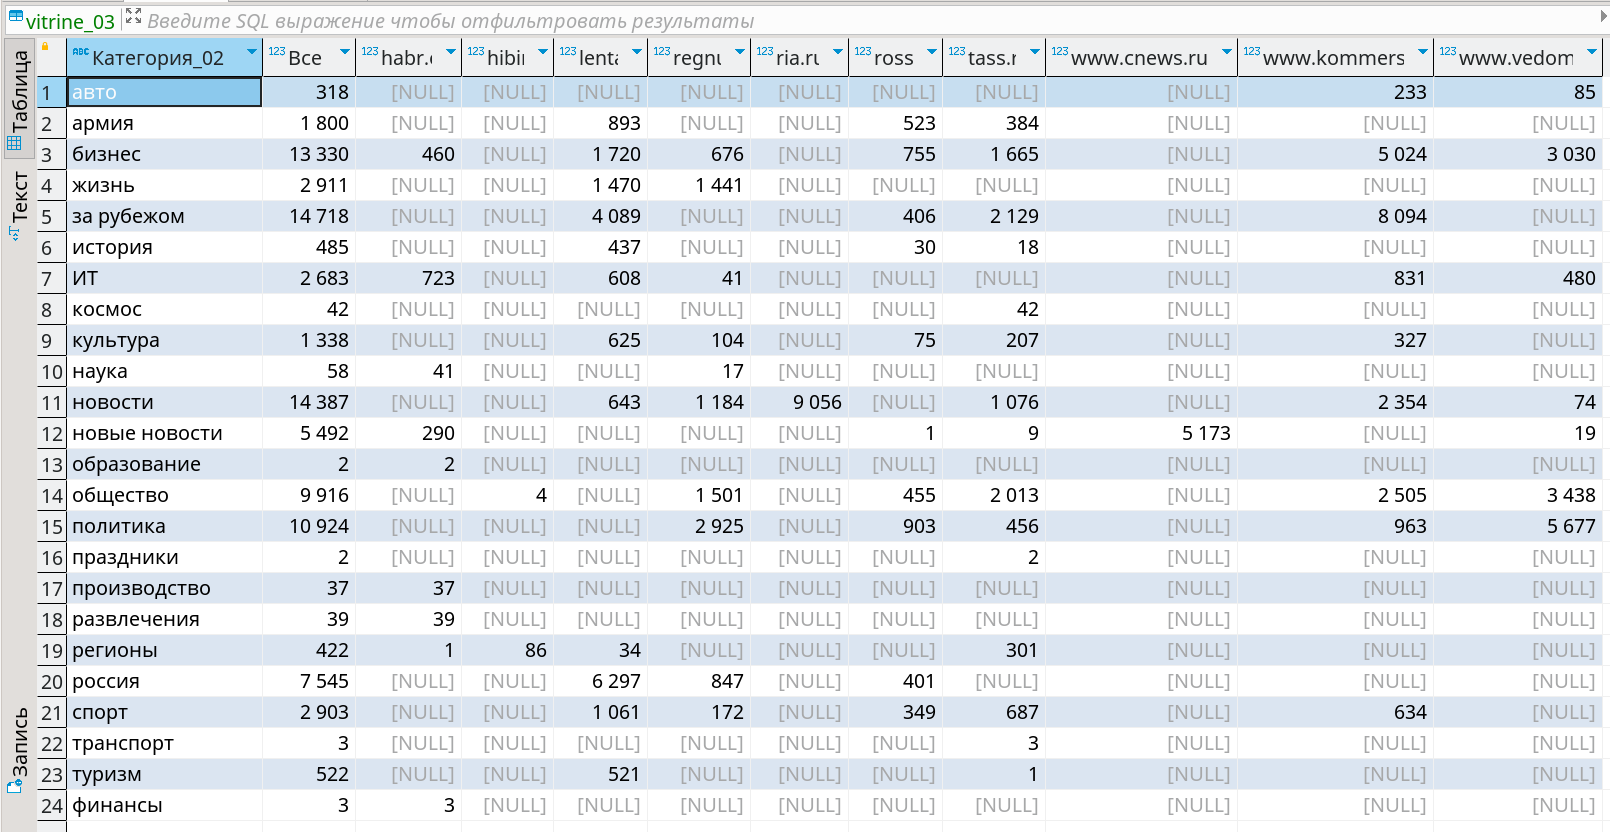 vitrine_03 Введите SQL выражение чтобы отфильтровать результаты
Таблица
Текст
Запись
ABC Категория_02 123 Все 123 habr. 123 hibii 123 lenta 123 regnu 123 ria.ru 123 ross 123 tass.r 123 www.cnews.ru 123 www.kommers 123 www.vedom
1 авто 318 [NULL] [NULL] [NULL] [NULL] [NULL] [NULL] [NULL] [NULL] 233 85
2 армия 1 800 [NULL] [NULL] 893 [NULL] [NULL] 523 384 [NULL] [NULL] [NULL]
3 бизнес 13 330 460 [NULL] 1 720 676 [NULL] 755 1 665 [NULL] 5 024 3 030
4 жизнь 2 911 [NULL] [NULL] 1 470 1 441 [NULL] [NULL] [NULL] [NULL] [NULL] [NULL]
5 за рубежом 14 718 [NULL] [NULL] 4 089 [NULL] [NULL] 406 2 129 [NULL] 8 094 [NULL]
6 история 485 [NULL] [NULL] 437 [NULL] [NULL] 30 18 [NULL] [NULL] [NULL]
7 ИТ 2 683 723 [NULL] 608 41 [NULL] [NULL] [NULL] [NULL] 831 480
8 космос 42 [NULL] [NULL] [NULL] [NULL] [NULL] [NULL] 42 [NULL] [NULL] [NULL]
9 культура 1 338 [NULL] [NULL] 625 104 [NULL] 75 207 [NULL] 327 [NULL]
10 наука 58 41 [NULL] [NULL] 17 [NULL] [NULL] [NULL] [NULL] [NULL] [NULL]
11 новости 14 387 [NULL] [NULL] 643 1 184 9 056 [NULL] 1 076 [NULL] 2 354 74
12 новые новости 5 492 290 [NULL] [NULL] [NULL] [NULL] 1 9 5 173 [NULL] 19
13 образование 2 2 [NULL] [NULL] [NULL] [NULL] [NULL] [NULL] [NULL] [NULL] [NULL]
14 общество 9 916 [NULL] 4 [NULL] 1 501 [NULL] 455 2 013 [NULL] 2 505 3 438
15 политика 10 924 [NULL] [NULL] [NULL] 2 925 [NULL] 903 456 [NULL] 963 5 677
16 праздники 2 [NULL] [NULL] [NULL] [NULL] [NULL] [NULL] 2 [NULL] [NULL] [NULL]
17 производство 37 37 [NULL] [NULL] [NULL] [NULL] [NULL] [NULL] [NULL] [NULL] [NULL]
18 развлечения 39 39 [NULL] [NULL] [NULL] [NULL] [NULL] [NULL] [NULL] [NULL] [NULL]
19 регионы 422 1 86 34 [NULL] [NULL] [NULL] 301 [NULL] [NULL] [NULL]
20 россия 7 545 [NULL] [NULL] 6 297 847 [NULL] 401 [NULL] [NULL] [NULL] [NULL]
21 спорт 2 903 [NULL] [NULL] 1 061 172 [NULL] 349 687 [NULL] 634 [NULL]
22 транспорт 3 [NULL] [NULL] [NULL] [NULL] [NULL] [NULL] 3 [NULL] [NULL] [NULL]
23 туризм 522 [NULL] [NULL] 521 [NULL] [NULL] [NULL] 1 [NULL] [NULL] [NULL]
24 финансы 3 3 [NULL] [NULL] [NULL] [NULL] [NULL] [NULL] [NULL] [NULL] [NULL]